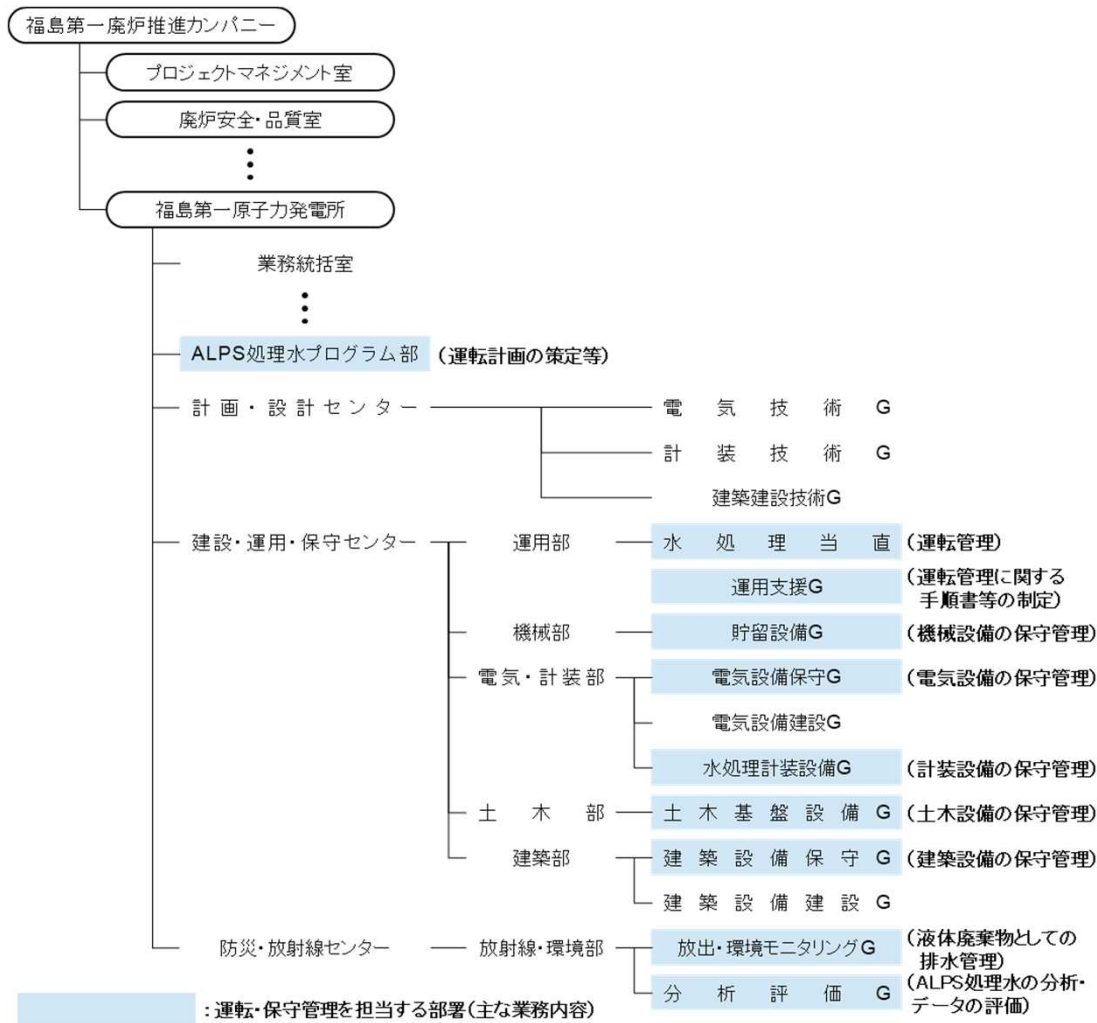 福島第一廃炉推進カンパニー
プロジェクトマネジメント室
廃炉安全・品質室
福島第一原子力発電所
業務統括室
ALPS処理水プログラム部 (運転計画の策定等)
計画・設計センター 電気技術G
計装技術G
建築建設技術G
建設・運用・保守センター 運用部 水処理当直 (運転管理)
運用支援G (運転管理に関する
手順書等の制定)
機械部 貯留設備G (機械設備の保守管理)
電気・計装部 電気設備保守G (電気設備の保守管理)
電気設備建設G
水処理計装設備G (計装設備の保守管理)
土木部 土木基盤設備G (土木設備の保守管理)
建築部 建築設備保守G (建築設備の保守管理)
建築設備建設G
防災・放射線センター 放射線・環境部 放出・環境モニタリングG (液体廃棄物としての
排水管理)
分析評価G (ALPS処理水の分析・
データの評価)
:運転・保守管理を担当する部署(主な業務内容)